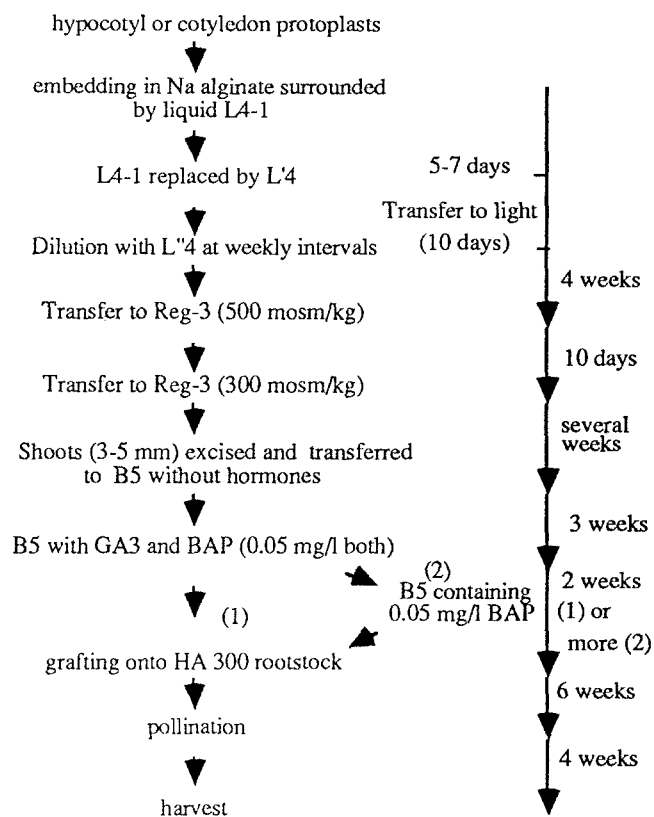 hypocotyl or cotyledon protoplasts
embedding in Na alginate surrounded
by liquid L4-1
L4-1 replaced by L'4
Dilution with L"4 at weekly intervals
Transfer to Reg-3 (500 mosm/kg)
Transfer to Reg-3 (300 mosm/kg)
Shoots (3-5 mm) excised and transferred
to B5 without hormones
B5 with GA3 and BAP (0.05 mg/l both)
(1)
(2)
B5 containing
0.05 mg/l BAP
grafting onto HA 300 rootstock
pollination
harvest
5-7 days
Transfer to light
(10 days)
4 weeks
10 days
several
weeks
3 weeks
2 weeks
(1) or
more (2)
6 weeks
4 weeks